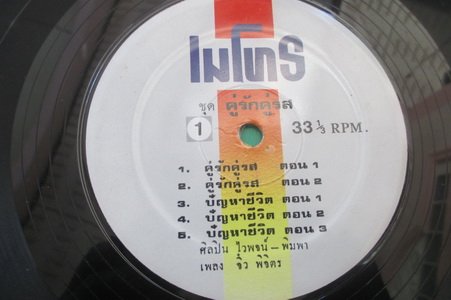 เมโทร
ชุด คู่รักคู่รส
1 33 1/3 RPM.
1. คู่รักคู่รส ตอน 1
2. คู่รักคู่รส ตอน 2
3. ปัญหาชีวิต ตอน 1
4. ปัญหาชีวิต ตอน 2
5. ปัญหาชีวิต ตอน 3
ศิลปิน ไวพจน์-พิมพา
เพลง จิ๋ว พิจิตร